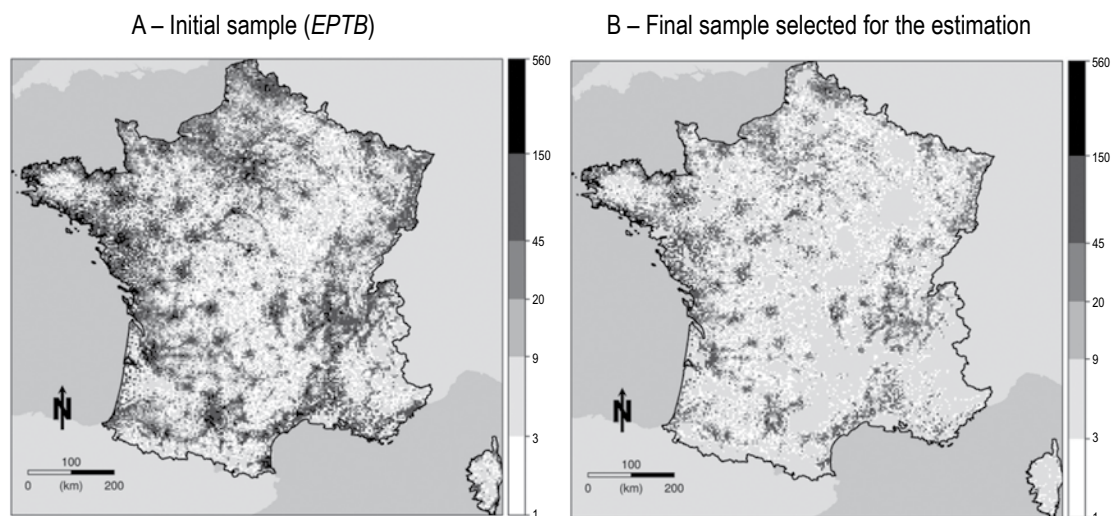 A – Initial sample (EPTB)
B – Final sample selected for the estimation
560
150
45
20
9
3
1
N
100
0 (km) 200
560
150
45
20
9
3
1
N
100
0 (km) 200